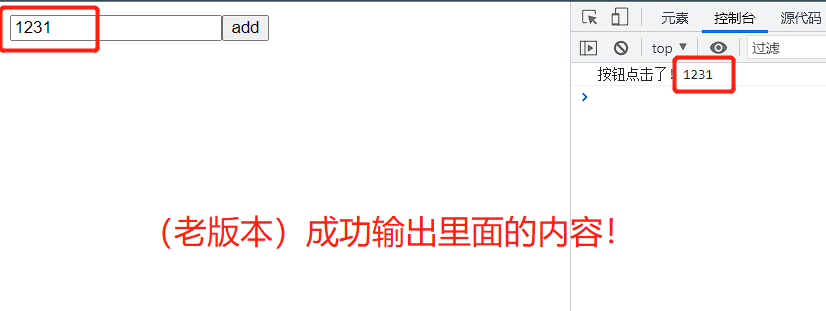 1231 add
元素 控制台 源代码
top ▼ 过滤
按钮点击了! 1231
（老版本）成功输出里面的内容！